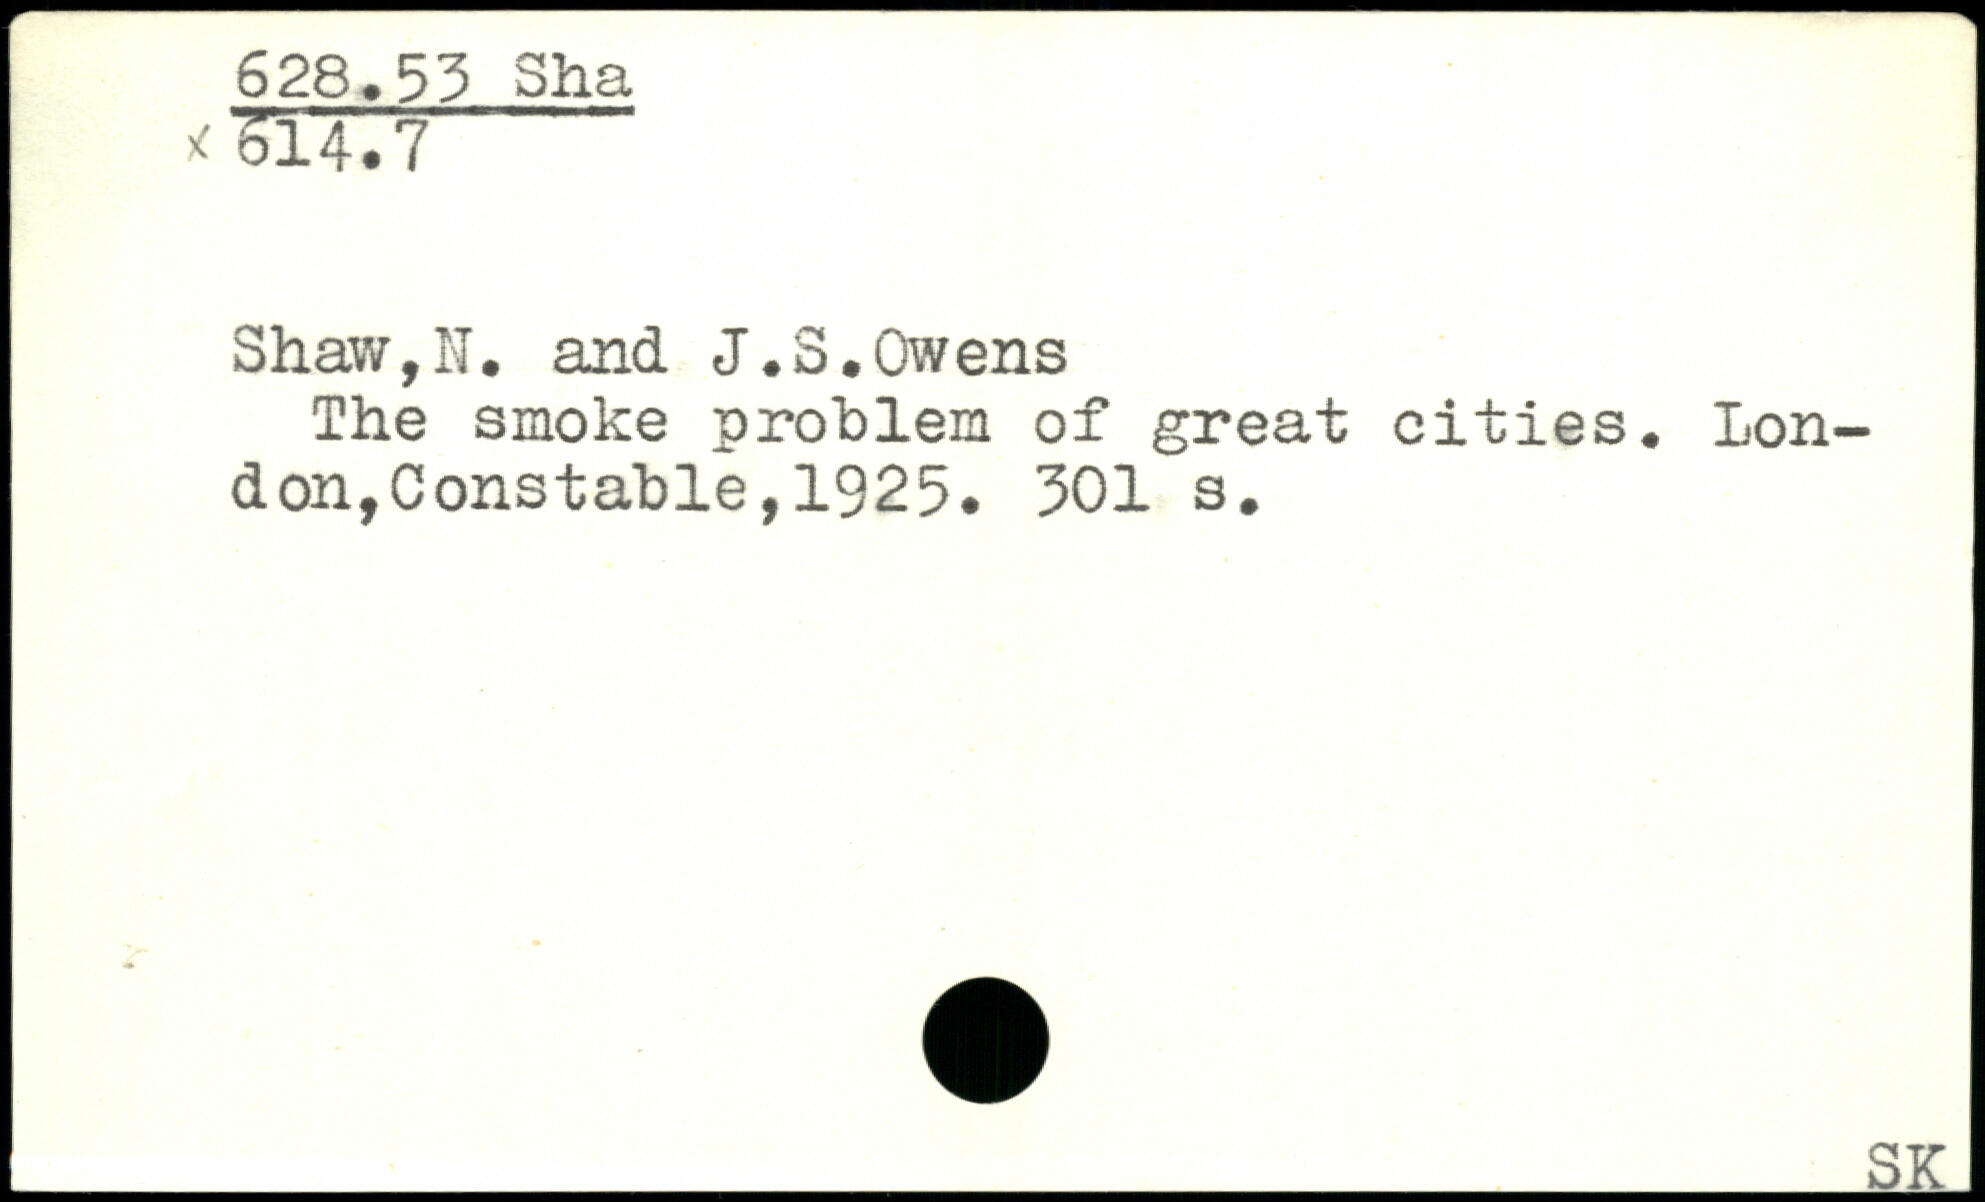 628.53 Sha
x 614.7
Shaw,N. and J.S.Owens
The smoke problem of great cities. Lon-
don,Constable,1925. 301 s.
SK